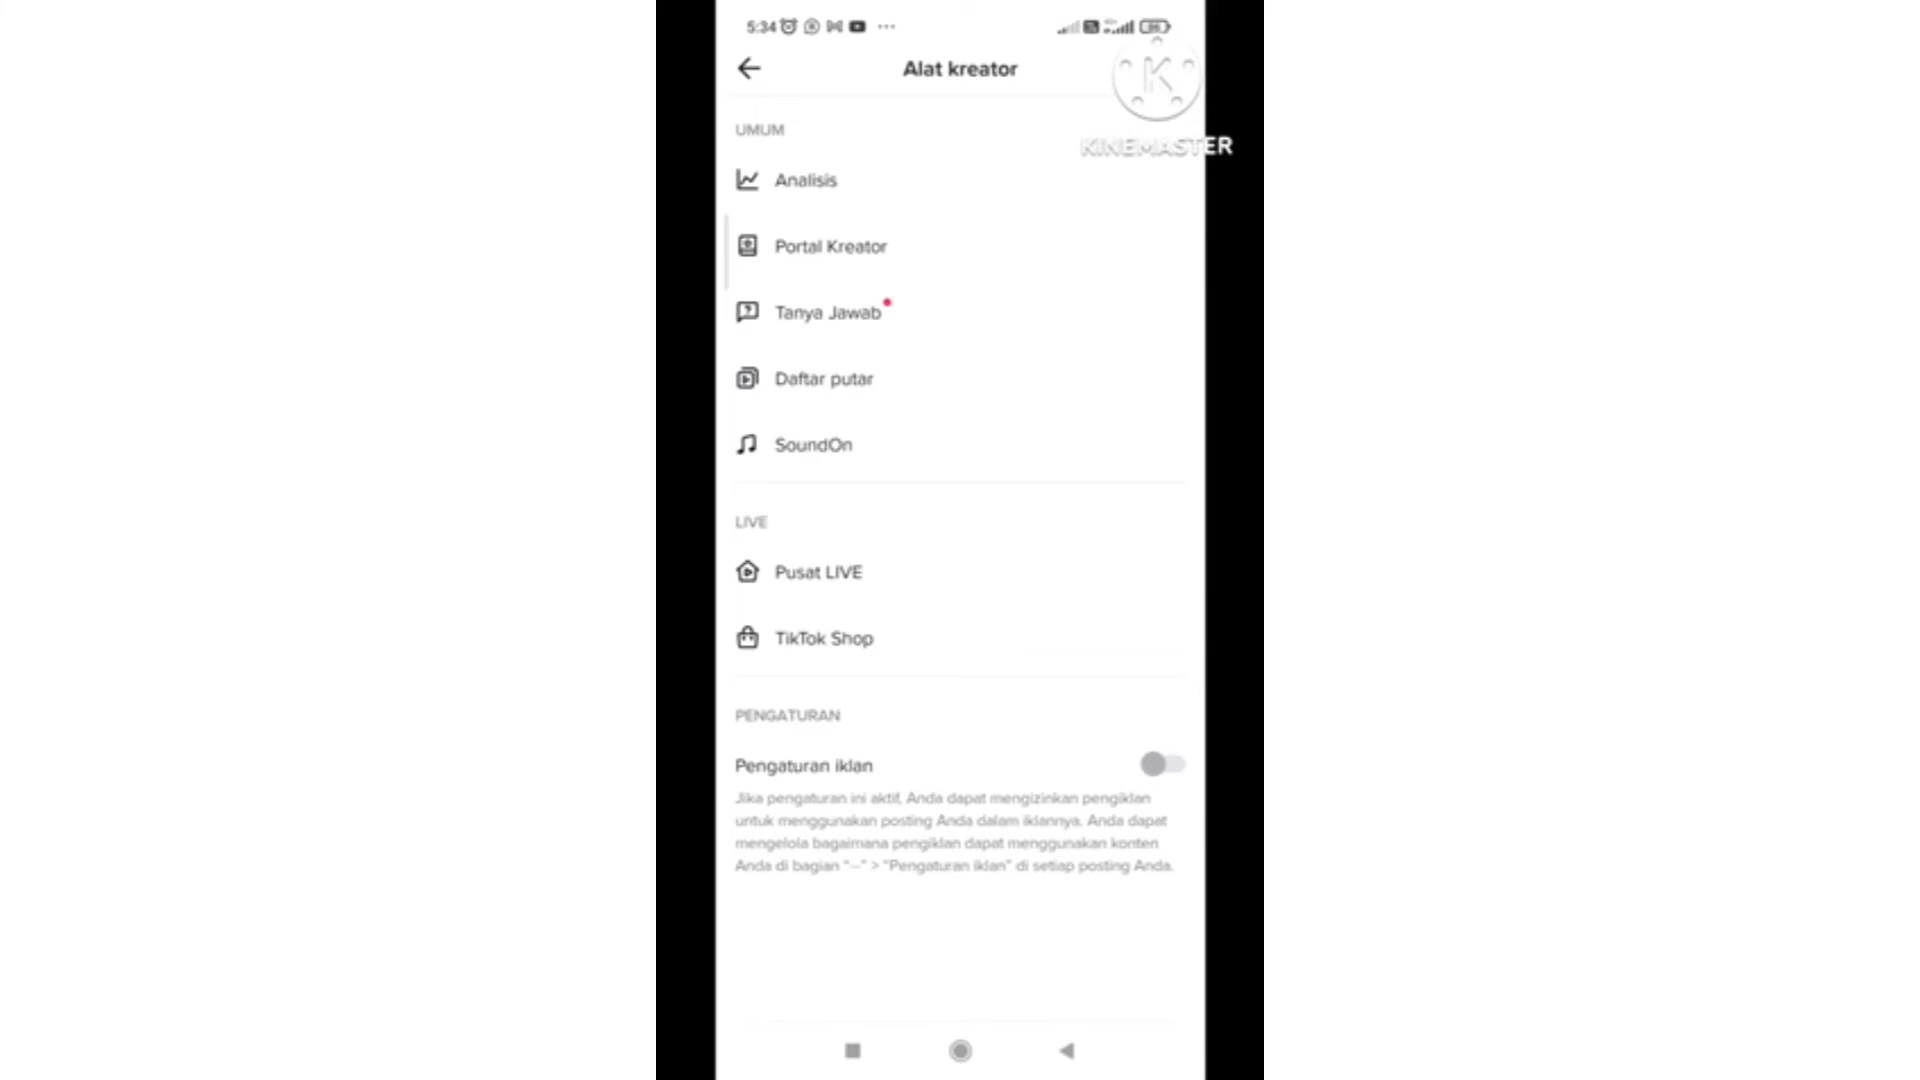 5:34
Alat kreator
KINEMASTER
UMUM
Analisis
Portal Kreator
Tanya Jawab
Daftar putar
SoundOn
LIVE
Pusat LIVE
TikTok Shop
PENGATURAN
Pengaturan iklan
Jika pengaturan ini aktif, Anda dapat mengizinkan pengiklan
untuk menggunakan posting Anda dalam iklannya. Anda dapat
mengelola bagaimana pengiklan dapat menggunakan konten
Anda di bagian "···" > "Pengaturan iklan" di setiap posting Anda.